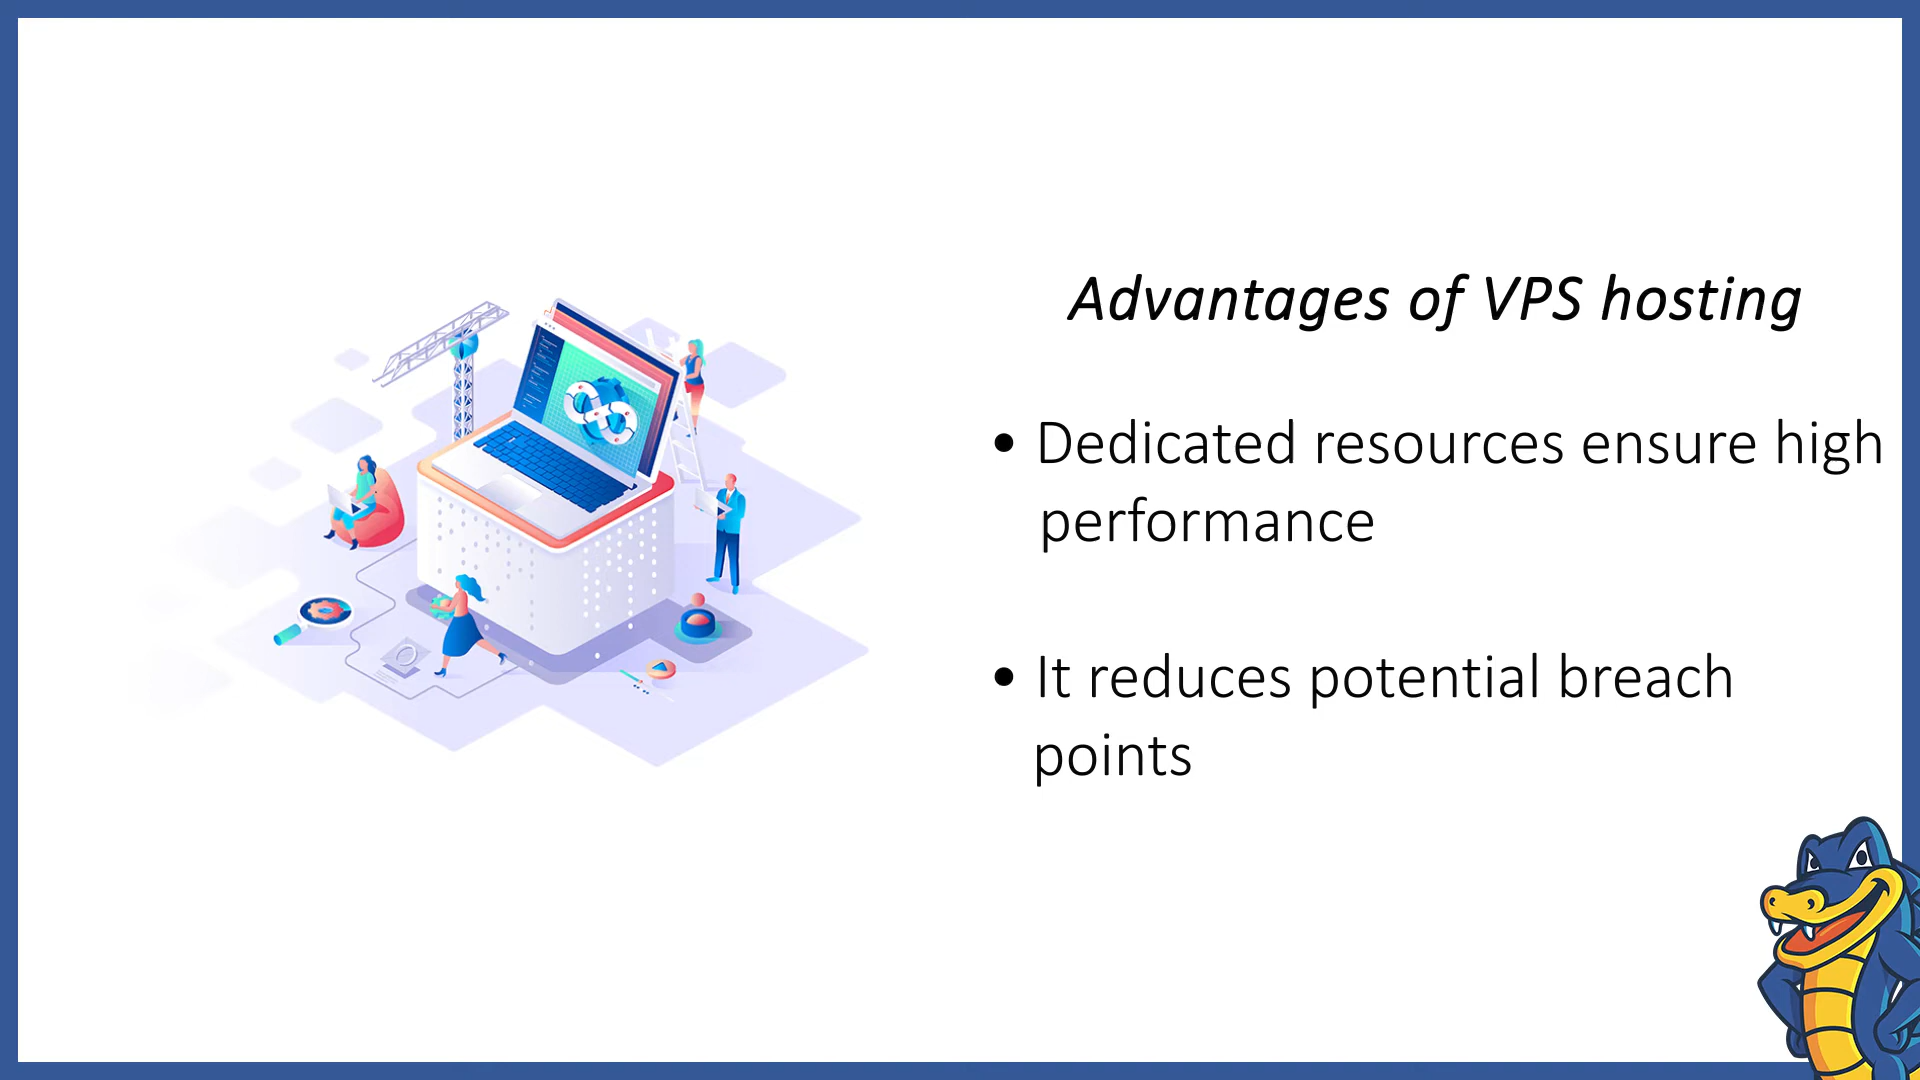 Advantages of VPS hosting
• Dedicated resources ensure high
performance
• It reduces potential breach
points